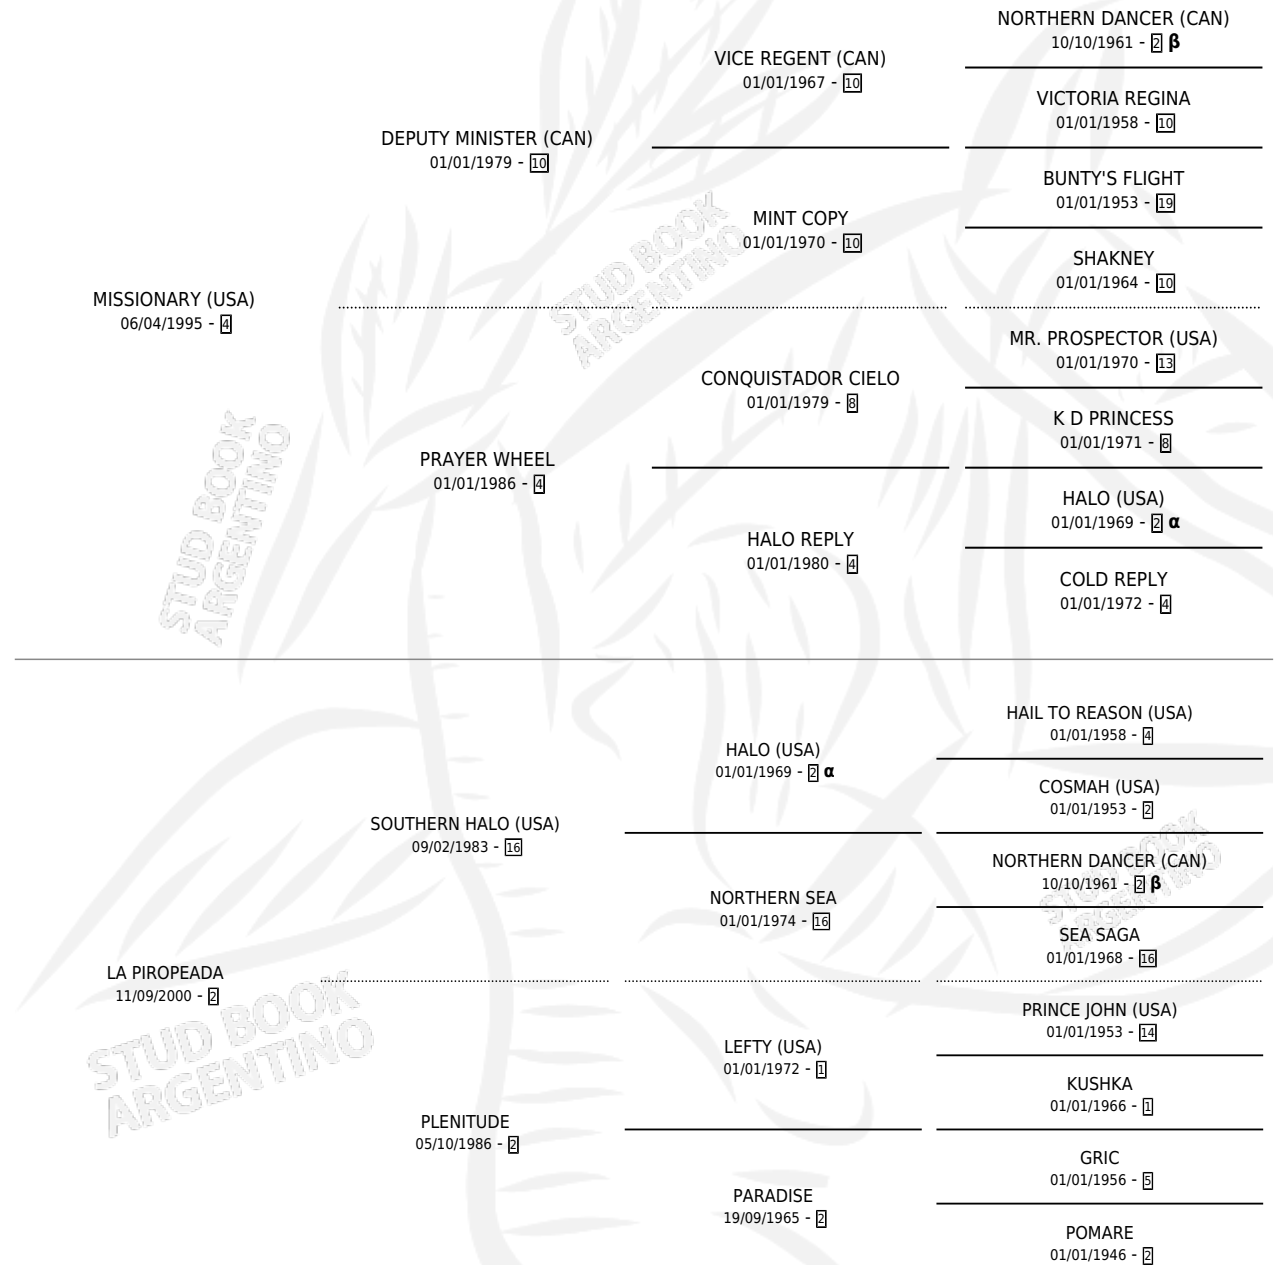 NORTHERN DANCER (CAN)
10/10/1961 - 2 β
VICE REGENT (CAN)
01/01/1967 - 10
VICTORIA REGINA
01/01/1958 - 10
DEPUTY MINISTER (CAN)
01/01/1979 - 10
BUNTY'S FLIGHT
01/01/1953 - 19
MINT COPY
01/01/1970 - 10
SHAKNEY
01/01/1964 - 10
MISSIONARY (USA)
06/04/1995 - 4
MR. PROSPECTOR (USA)
01/01/1970 - 13
CONQUISTADOR CIELO
01/01/1979 - 8
K D PRINCESS
01/01/1971 - 8
PRAYER WHEEL
01/01/1986 - 4
HALO (USA)
01/01/1969 - 2 α
HALO REPLY
01/01/1980 - 4
COLD REPLY
01/01/1972 - 4
HAIL TO REASON (USA)
01/01/1958 - 4
HALO (USA)
01/01/1969 - 2 α
COSMAH (USA)
01/01/1953 - 2
SOUTHERN HALO (USA)
09/02/1983 - 16
NORTHERN DANCER (CAN)
10/10/1961 - 2 β
NORTHERN SEA
01/01/1974 - 16
SEA SAGA
01/01/1968 - 16
LA PIROPEADA
11/09/2000 - 2
PRINCE JOHN (USA)
01/01/1953 - 14
LEFTY (USA)
01/01/1972 - 1
KUSHKA
01/01/1966 - 1
PLENITUDE
05/10/1986 - 2
GRIC
01/01/1956 - 5
PARADISE
19/09/1965 - 2
POMARE
01/01/1946 - 2
STUD BOOK
ARGENTINO
STUD BOOK
ARGENTINO
STUD BOOK
ARGENTINO
STUD BOOK
ARGENTINO